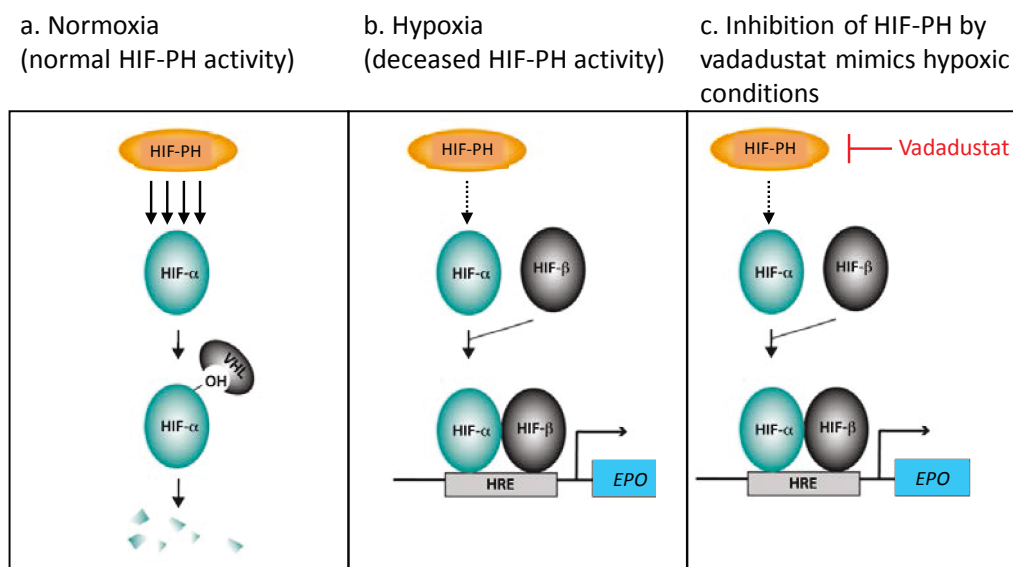 a. Normoxia
(normal HIF-PH activity)
HIF-PH
HIF-α
VHL
OH
HIF-α
b. Hypoxia
(deceased HIF-PH activity)
HIF-PH
HIF-α
HIF-β
HIF-α
HIF-β
HRE
EPO
c. Inhibition of HIF-PH by
vadadustat mimics hypoxic
conditions
HIF-PH
Vadadustat
HIF-α
HIF-β
HIF-α
HIF-β
HRE
EPO